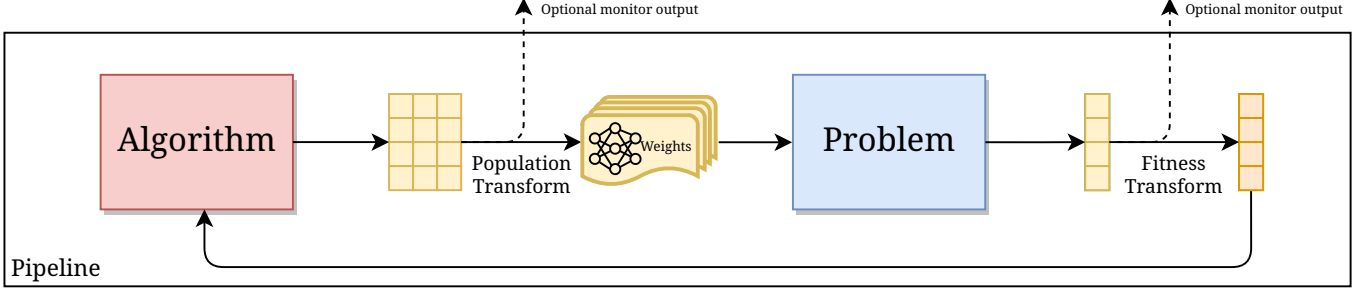 Optional monitor output
Optional monitor output
Algorithm
Population
Transform
Weights
Problem
Fitness
Transform
Pipeline